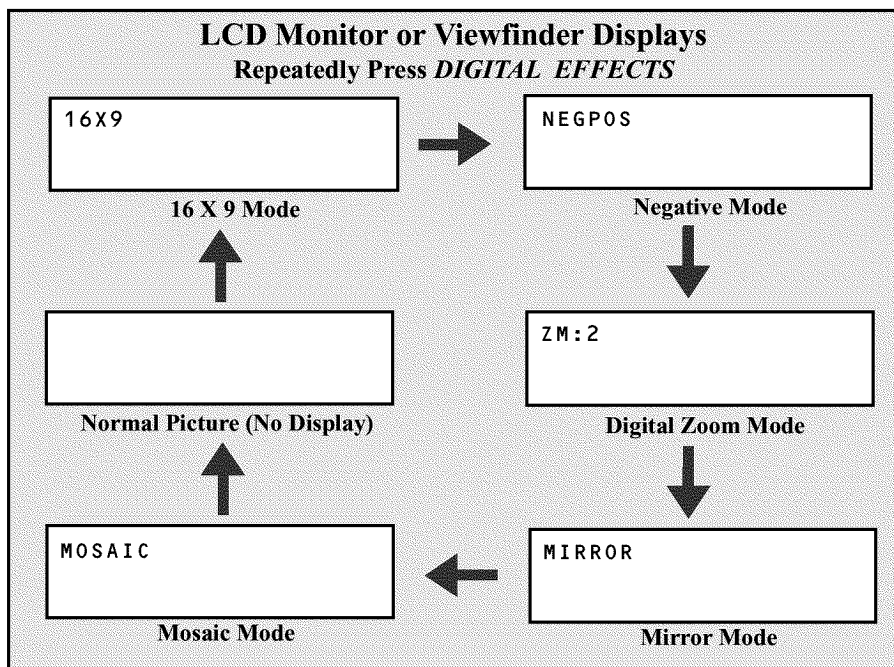 LCD Monitor or Viewfinder Displays
Repeatedly Press DIGITAL EFFECTS
16X9
16 X 9 Mode
NEGPOS
Negative Mode
Normal Picture (No Display)
ZM:2
Digital Zoom Mode
MOSAIC
Mosaic Mode
MIRROR
Mirror Mode